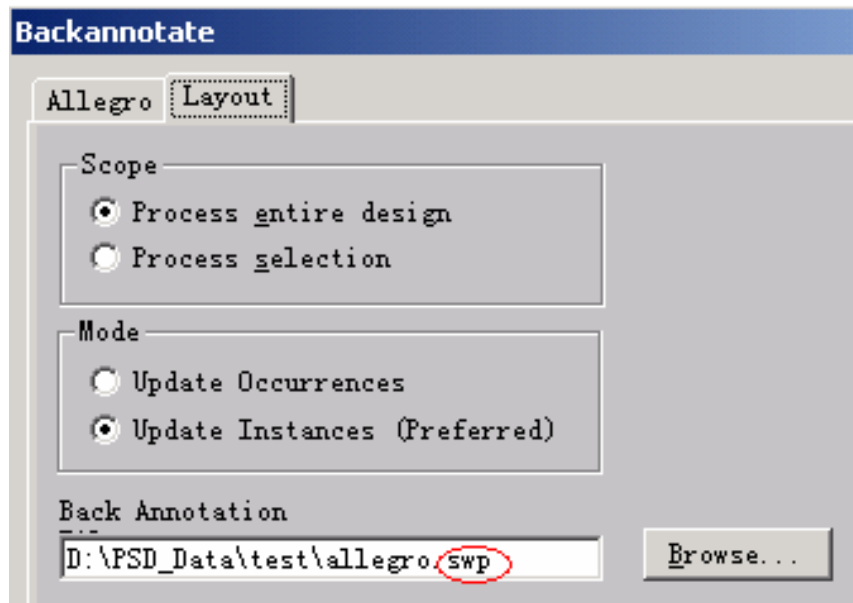 Backannotate
Allegro Layout
Scope
Process entire design
Process selection
Mode
Update Occurrences
Update Instances (Preferred)
Back Annotation
D:\PSD_Data\test\allegro.swp
Browse...